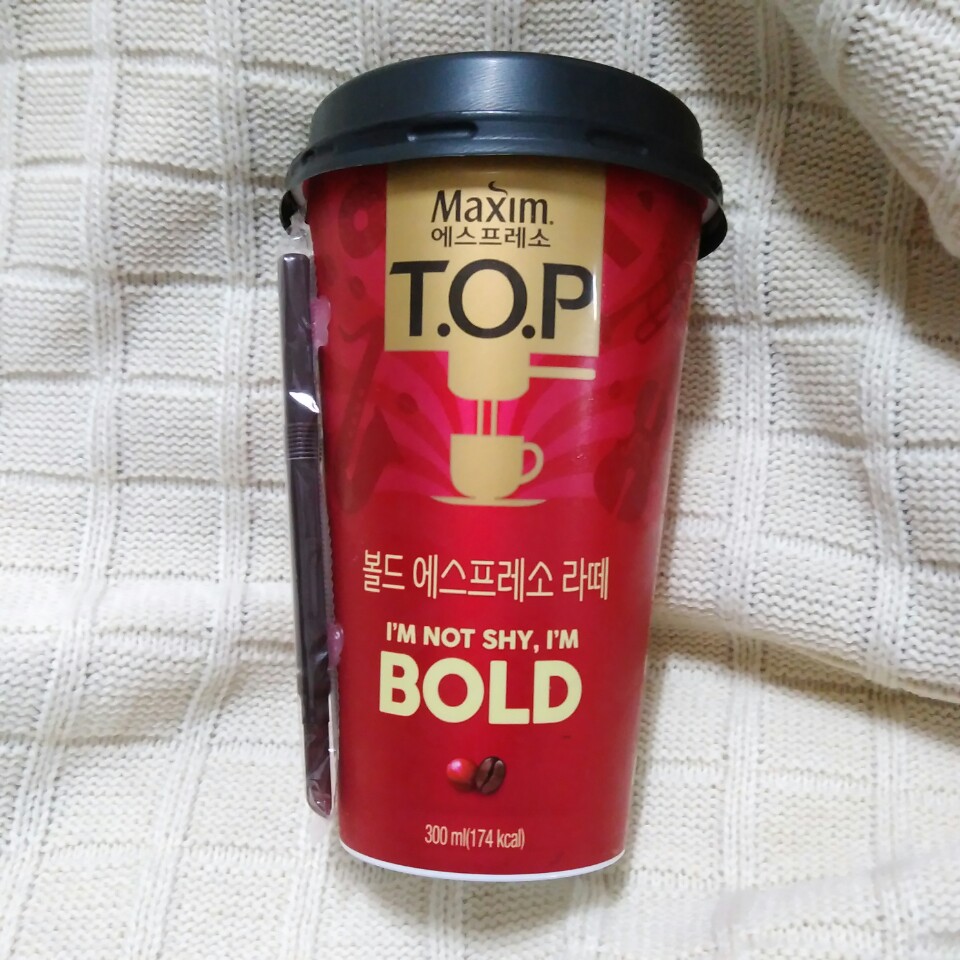 Maxim.
에스프레소
T.O.P
볼드 에스프레소 라떼
I'M NOT SHY, I'M
BOLD
300 ml(174 kcal)